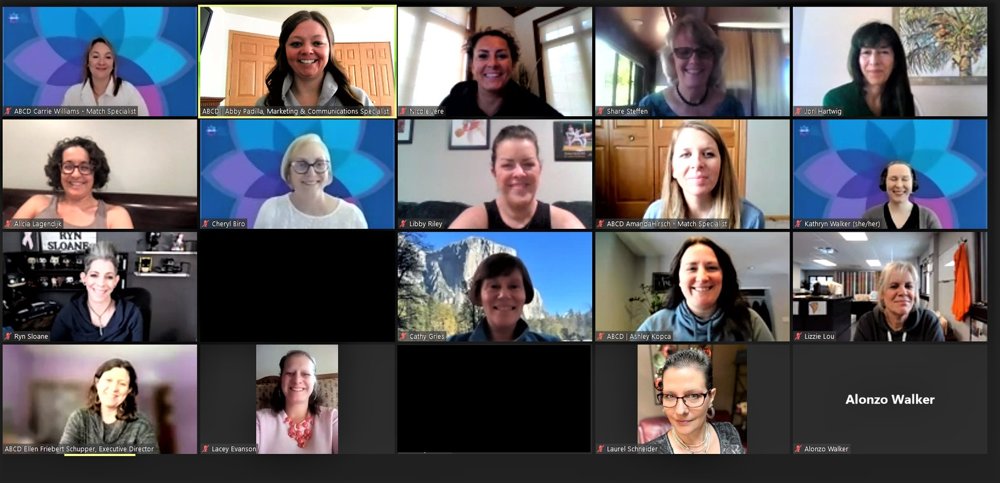 ABCD Carrie Williams - Match Specialist
ABCD | Abby Padilla, Marketing & Communications Specialist
Nicole Jere
Share Steffen
Jori Hartwig
Alicia Lagendijk
Cheryl Biro
Libby Riley
ABCD AmandaHirsch - Match Specialist
Kathryn Walker (she/her)
RYN
SLOANE
Ryn Sloane
Cathy Gries
ABCD | Ashley Kopca
Lizzie Lou
ABCD Ellen Friebert Schupper, Executive Director
Lacey Evanson
Laurel Schneider
Alonzo Walker
Alonzo Walker